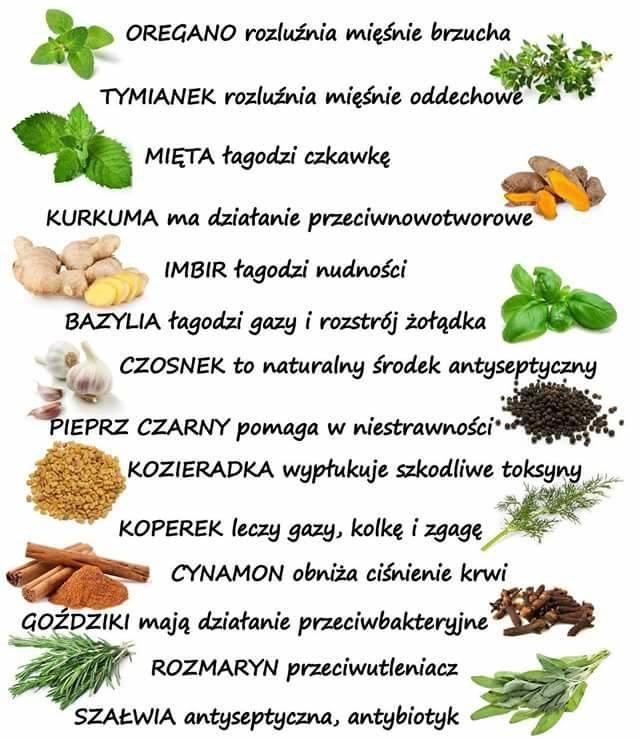 OREGANO rozluźnia mięśnie brzucha
TYMIANEK rozluźnia mięśnie oddechowe
MIĘTA łagodzi czkawkę
KURKUMA ma działanie przeciwnowotworowe
IMBIR łagodzi nudności
BAZYLIA łagodzi gazy i rozstrój żołądka
CZOSNEK to naturalny środek antyseptyczny
PIEPRZ CZARNY pomaga w niestrawności
KOZIERADKA wypłukuje szkodliwe toksyny
KOPEREK leczy gazy, kolkę i zgagę
CYNAMON obniża ciśnienie krwi
GOŹDZIKI mają działanie przeciwbakteryjne
ROZMARYN przeciwutleniacz
SZAŁWIA antyseptyczna, antybiotyk